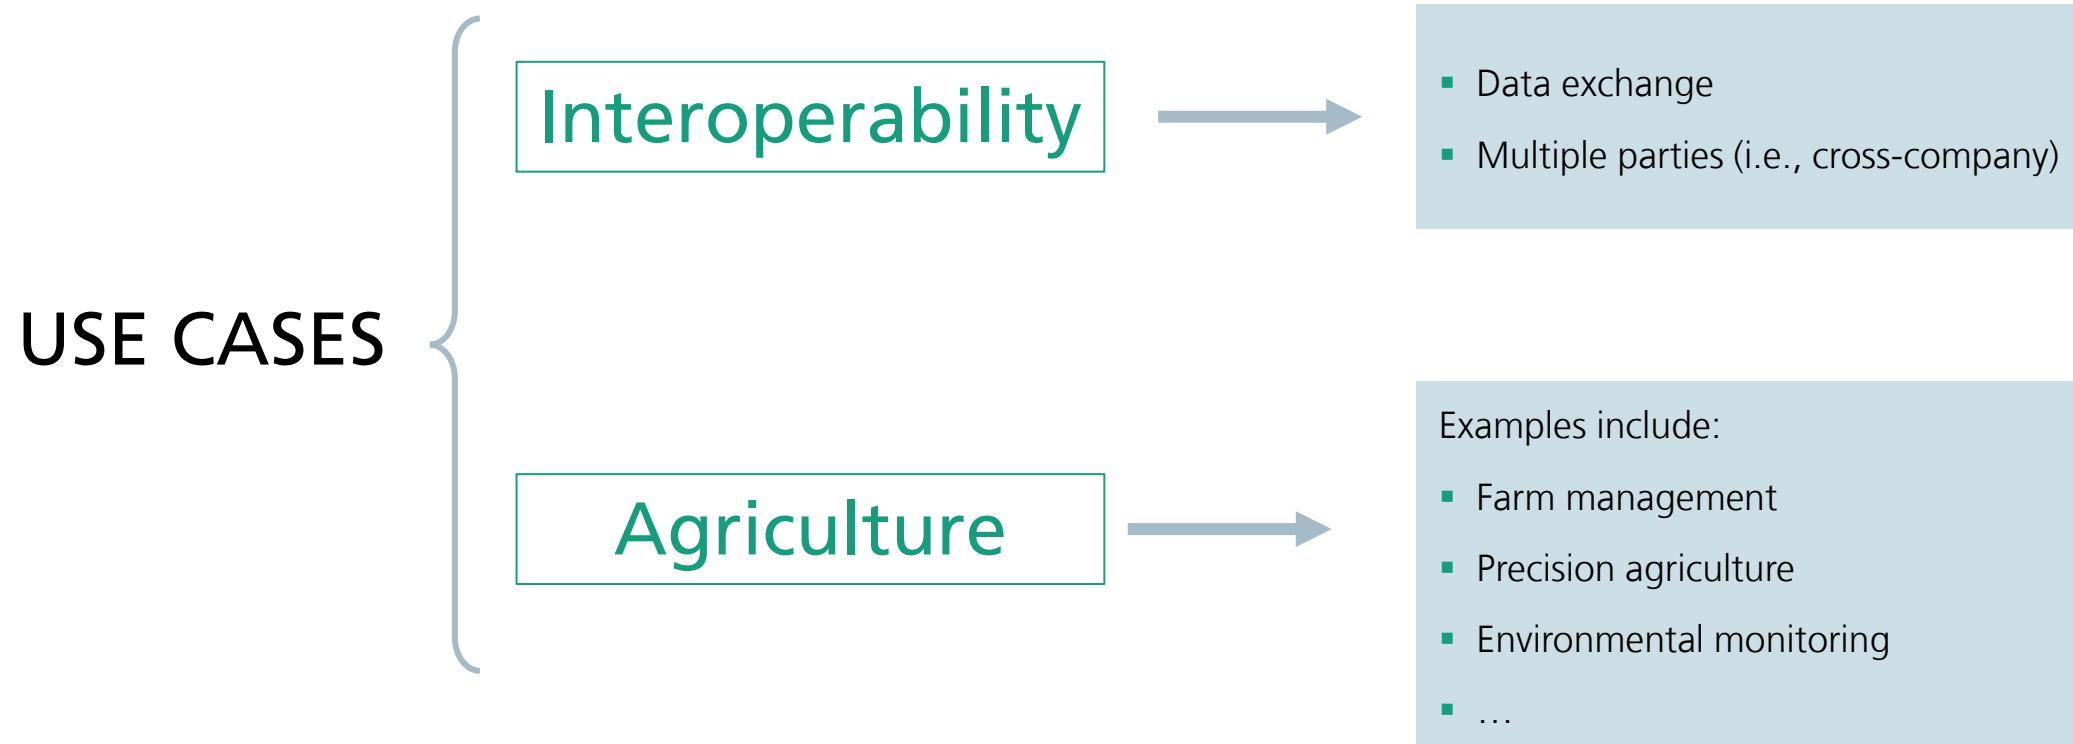 USE CASES
Interoperability
▪ Data exchange
▪ Multiple parties (i.e., cross-company)
Agriculture
Examples include:
▪ Farm management
▪ Precision agriculture
▪ Environmental monitoring
▪ …